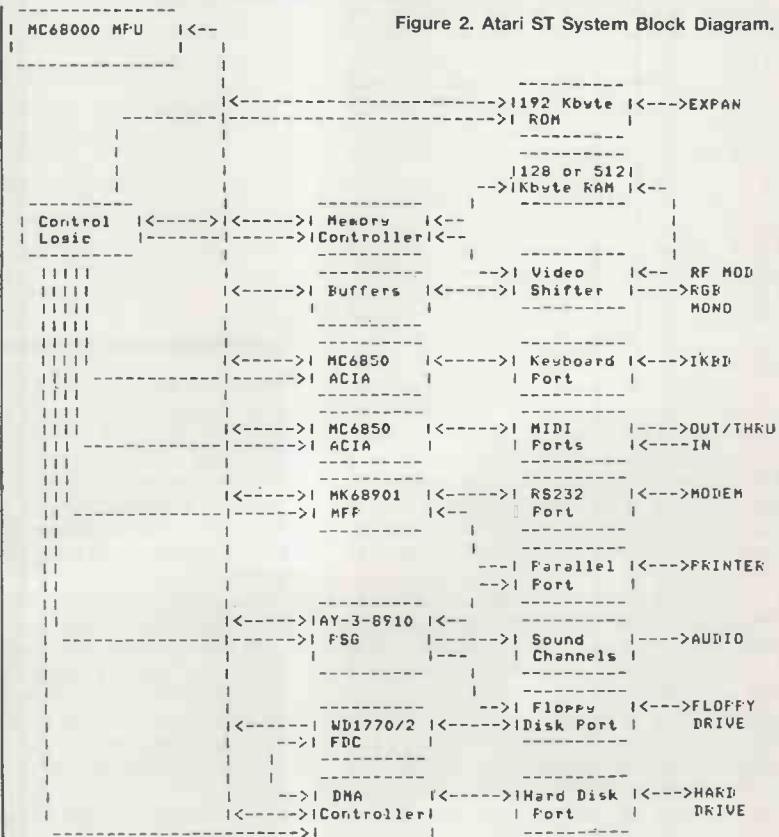 Figure 2. Atari ST System Block Diagram.
MC68000 MPU
192 Kbyte
ROM
EXPAN
128 or 512
Kbyte RAM
Control
Logic
Memory
Controller
Buffers
Video
Shifter
RF MOD
RGB
MONO
MC6850
ACIA
Keyboard
Port
IKBD
MC6850
ACIA
MIDI
Ports
OUT/THRU
IN
MK68901
MFP
RS232
Port
MODEM
Parallel
Port
PRINTER
AY-3-8910
PSG
Sound
Channels
AUDIO
Floppy
Disk Port
FLOPPY
DRIVE
WD1770/2
FDC
DMA
Controller
Hard Disk
Port
HARD
DRIVE